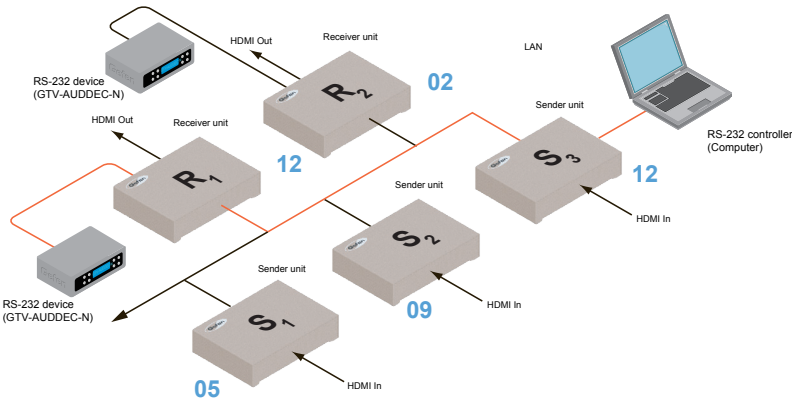 HDMI Out
Receiver unit
LAN
RS-232 device
(GTV-AUDDEC-N)
R2
02
Sender unit
RS-232 controller
(Computer)
HDMI Out
Receiver unit
12
R1
S3
12
Sender unit
HDMI In
S2
RS-232 device
(GTV-AUDDEC-N)
Sender unit
HDMI In
09
S1
HDMI In
05